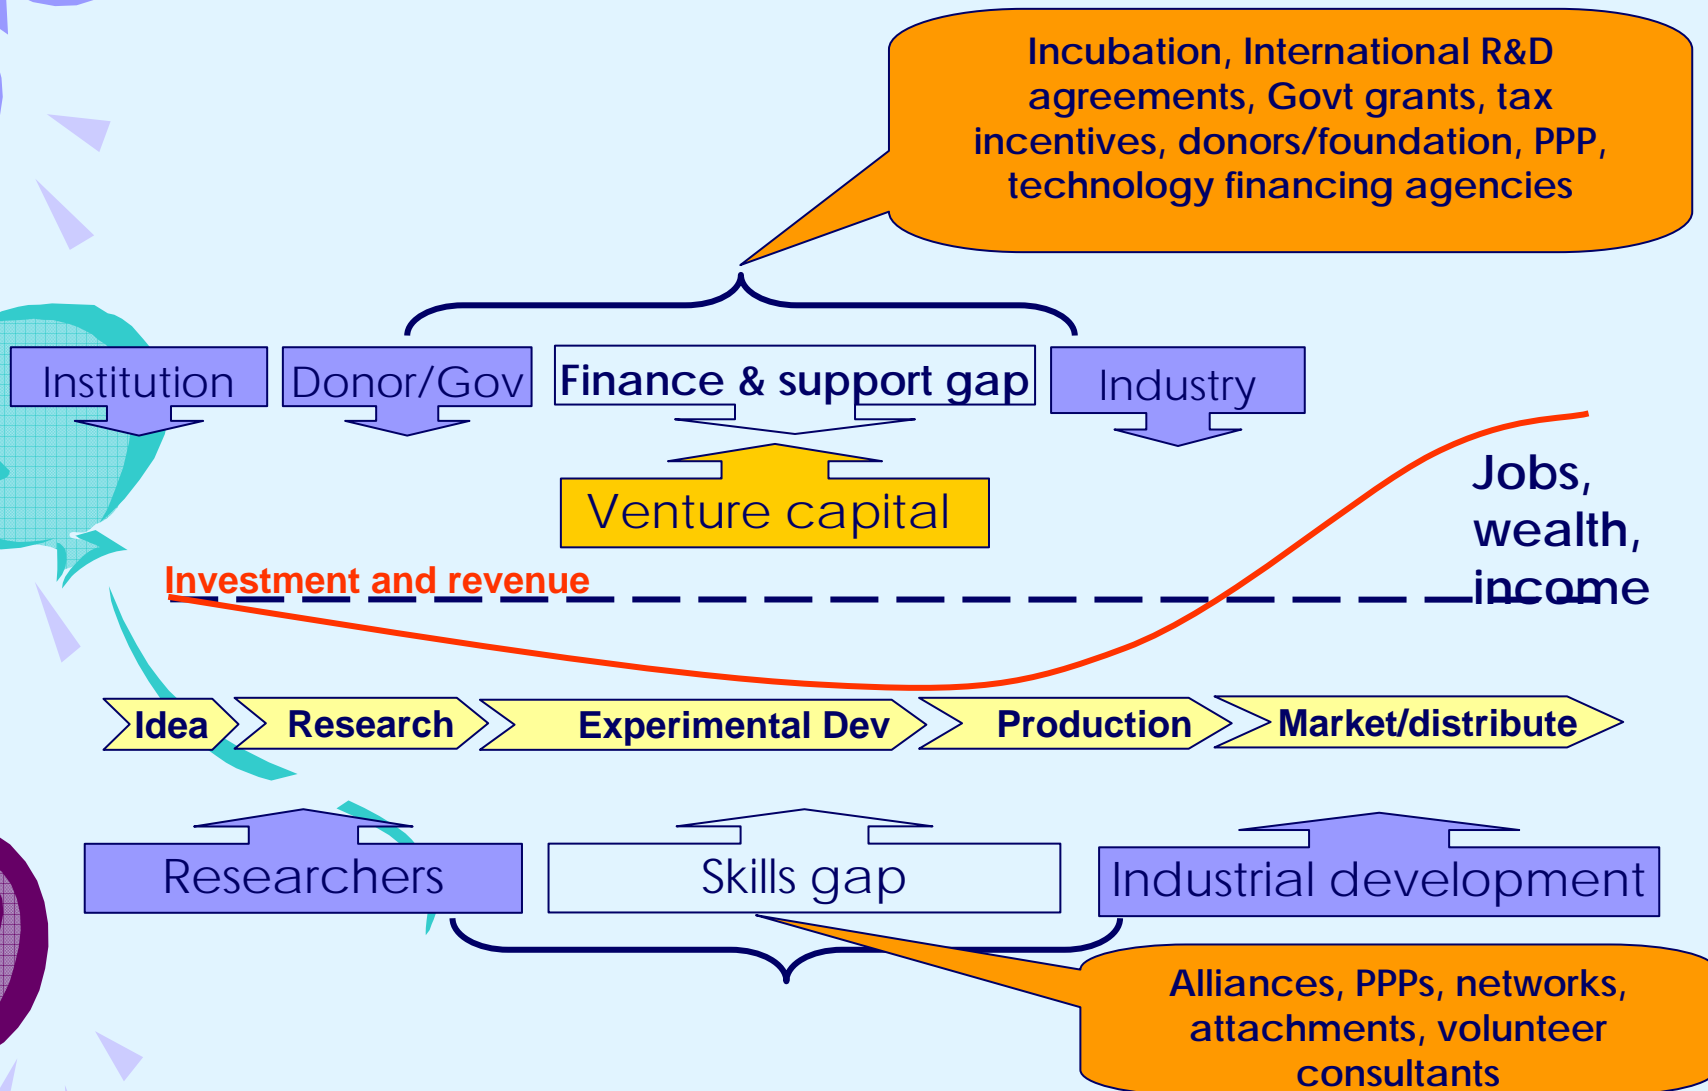 Incubation, International R&D
agreements, Govt grants, tax
incentives, donors/foundation, PPP,
technology financing agencies
Institution
Donor/Gov
Finance & support gap
Industry
Venture capital
Jobs,
wealth,
income
Investment and revenue
Idea
Research
Experimental Dev
Production
Market/distribute
Researchers
Skills gap
Industrial development
Alliances, PPPs, networks,
attachments, volunteer
consultants